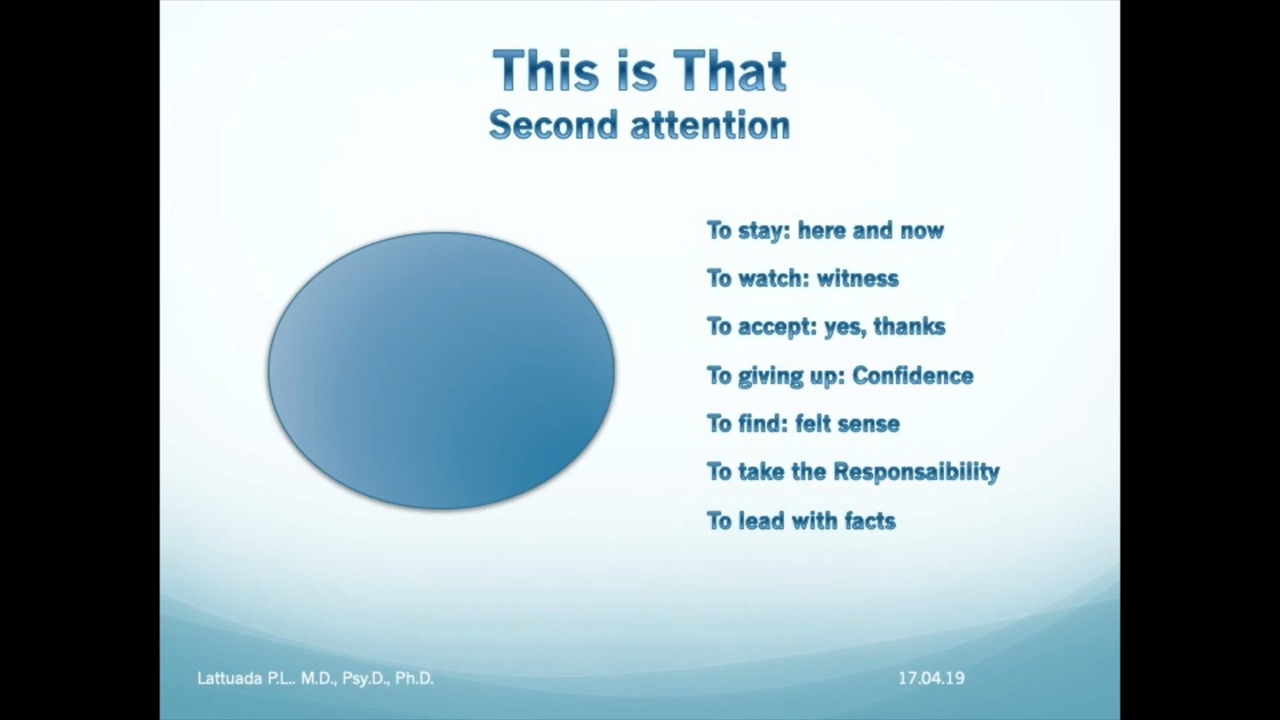 This is That
Second attention
To stay: here and now
To watch: witness
To accept: yes, thanks
To giving up: Confidence
To find: felt sense
To take the Responsaibility
To lead with facts
Lattuada P.L.. M.D., Psy.D., Ph.D.
17.04.19